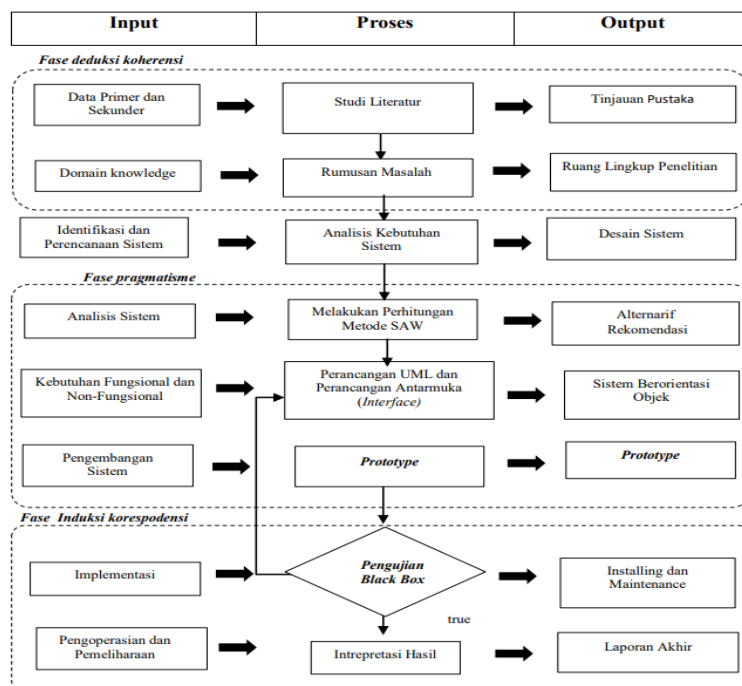 Input
Proses
Output
Fase deduksi koherensi
Data Primer dan
Sekunder
Studi Literatur
Tinjauan Pustaka
Domain knowledge
Rumusan Masalah
Ruang Lingkup Penelitian
Identifikasi dan
Perencanaan Sistem
Analisis Kebutuhan
Sistem
Desain Sistem
Fase pragmatisme
Analisis Sistem
Melakukan Perhitungan
Metode SAW
Alternarif
Rekomendasi
Kebutuhan Fungsional dan
Non-Fungsional
Perancangan UML dan
Perancangan Antarmuka
(Interface)
Sistem Berorientasi
Objek
Pengembangan
Sistem
Prototype
Prototype
Fase Induksi korespodensi
Implementasi
Pengujian
Black Box
Installing dan
Maintenance
true
Pengoperasian dan
Pemeliharaan
Intrepretasi Hasil
Laporan Akhir